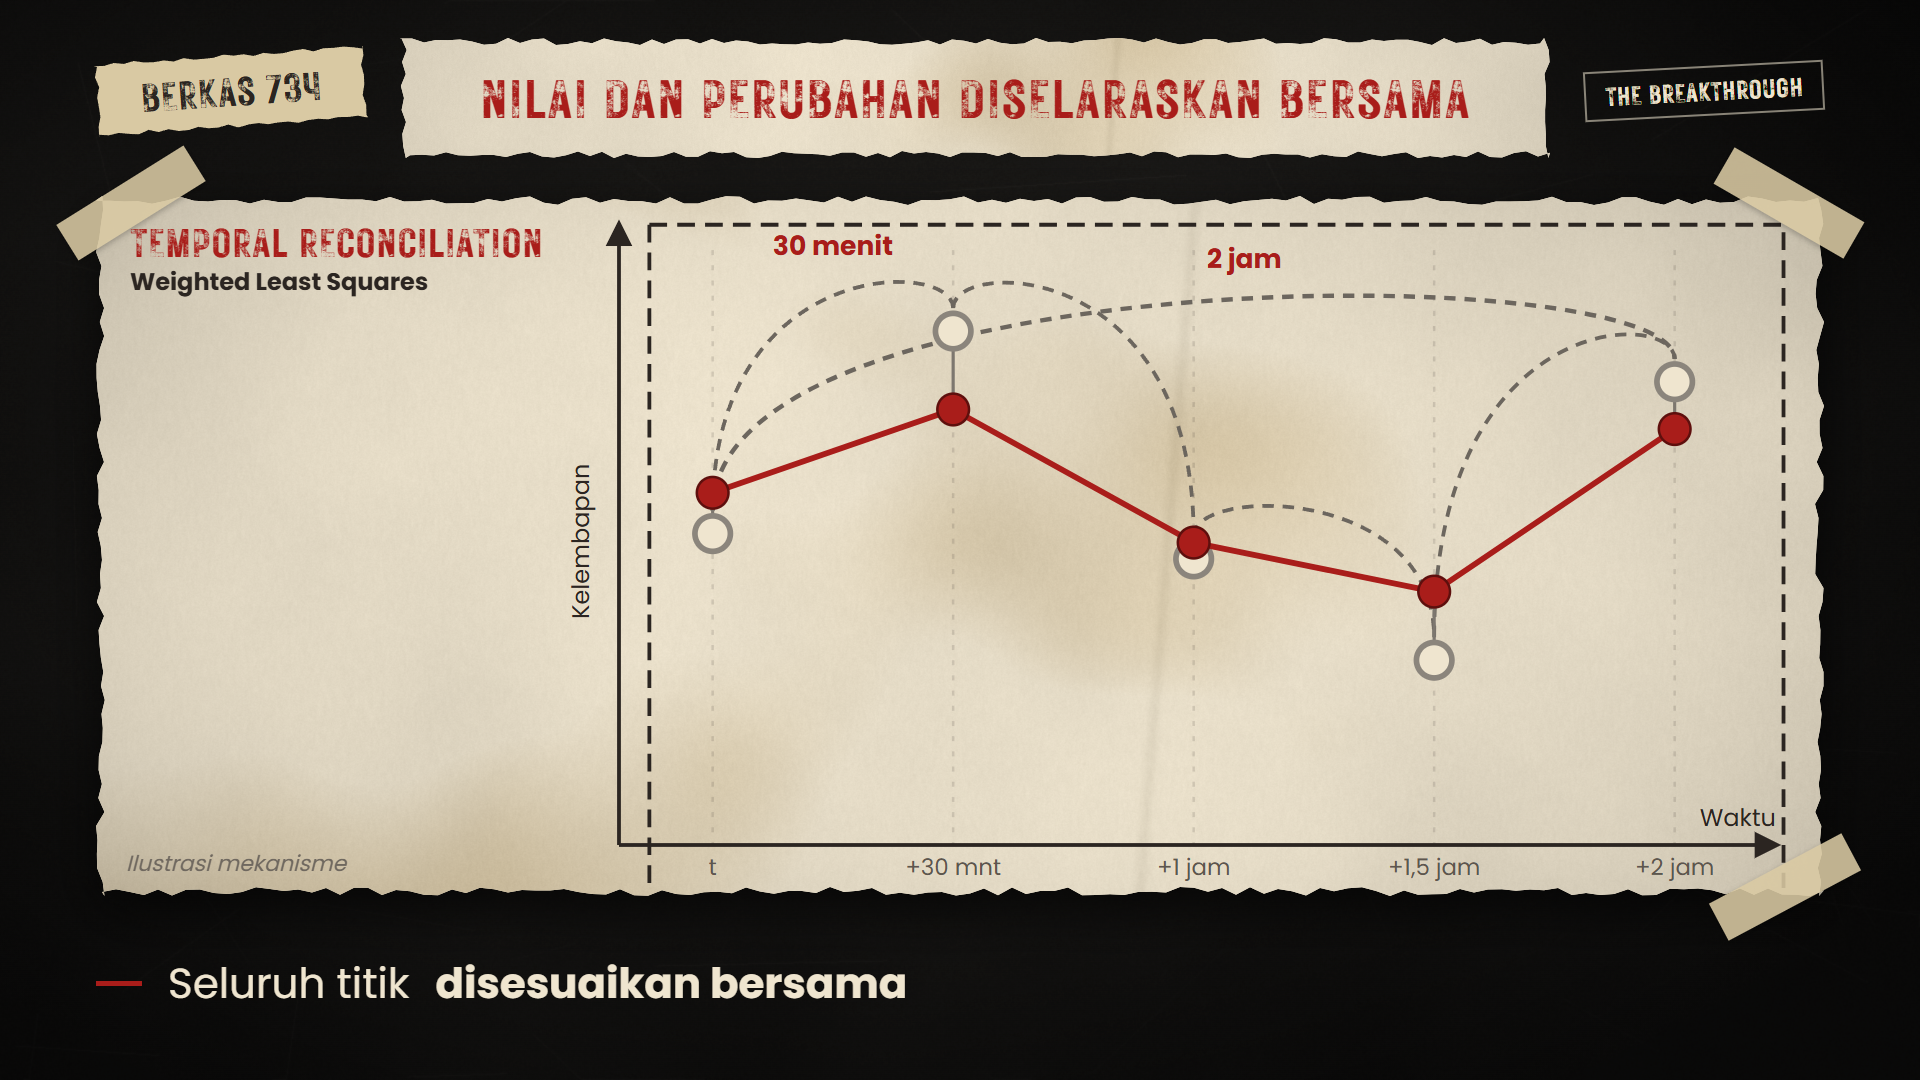 BERKAS 734
NILAI DAN PERUBAHAN DISELARASKAN BERSAMA
THE BREAKTHROUGH
TEMPORAL RECONCILIATION
Weighted Least Squares
30 menit
2 jam
Kelembapan
Waktu
t
+30 mnt
+1 jam
+1,5 jam
+2 jam
Ilustrasi mekanisme
Seluruh titik disesuaikan bersama